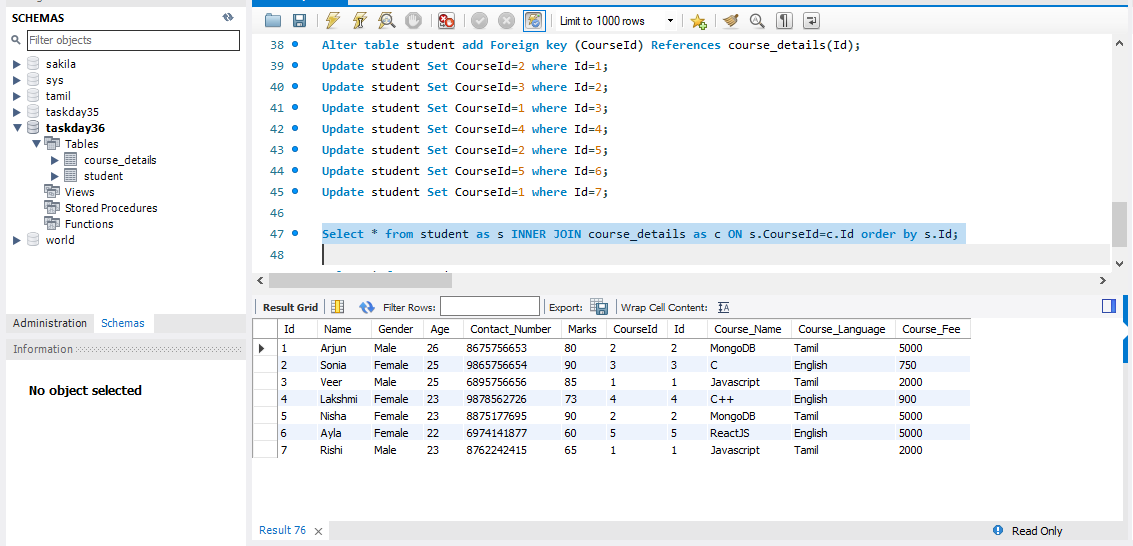 SCHEMAS
Filter objects
sakila
sys
tamil
taskday35
taskday36
Tables
course_details
student
Views
Stored Procedures
Functions
world
Administration Schemas
Information
No object selected
Limit to 1000 rows
38 Alter table student add Foreign key (CourseId) References course_details(Id);
39 Update student Set CourseId=2 where Id=1;
40 Update student Set CourseId=3 where Id=2;
41 Update student Set CourseId=1 where Id=3;
42 Update student Set CourseId=4 where Id=4;
43 Update student Set CourseId=2 where Id=5;
44 Update student Set CourseId=5 where Id=6;
45 Update student Set CourseId=1 where Id=7;
46
47 Select * from student as s INNER JOIN course_details as c ON s.CourseId=c.Id order by s.Id;
48
Result Grid Filter Rows: Export: Wrap Cell Content:
Id Name Gender Age Contact_Number Marks CourseId Id Course_Name Course_Language Course_Fee
1 Arjun Male 26 8675756653 80 2 2 MongoDB Tamil 5000
2 Sonia Female 25 9865756654 90 3 3 C English 750
3 Veer Male 25 6895756656 85 1 1 Javascript Tamil 2000
4 Lakshmi Female 23 9878562726 73 4 4 C++ English 900
5 Nisha Female 23 8875177695 90 2 2 MongoDB Tamil 5000
6 Ayla Female 22 6974141877 60 5 5 ReactJS English 5000
7 Rishi Male 23 8762242415 65 1 1 Javascript Tamil 2000
Result 76 Read Only